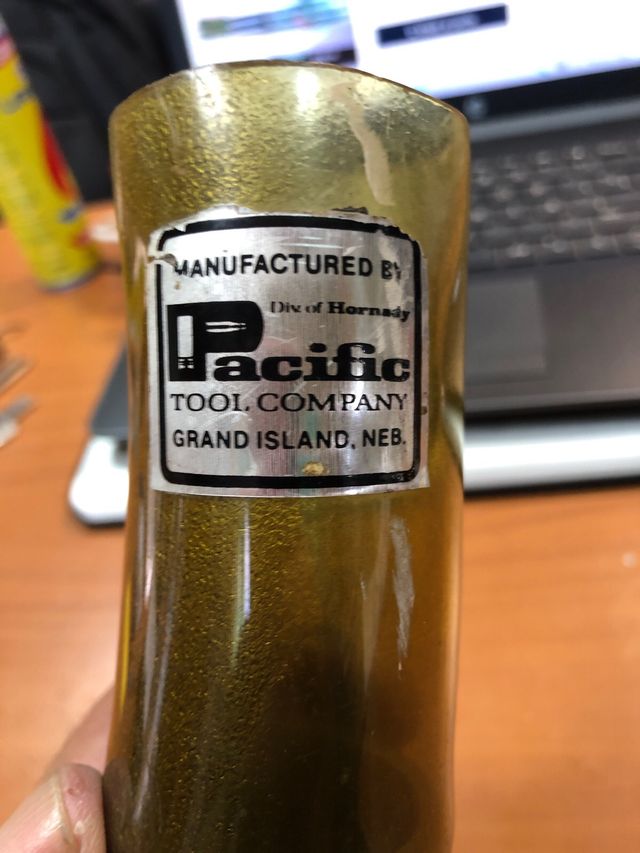 MANUFACTURED BY
Div. of Hornady
Pacific
TOOL COMPANY
GRAND ISLAND, NEB.